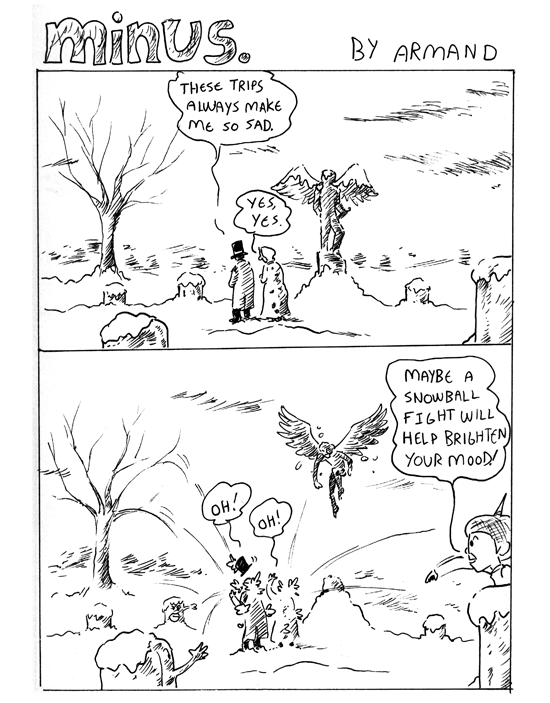 minus.
BY ARMAND
THESE TRIPS
ALWAYS MAKE
ME SO SAD.
YES,
YES.
OH!
OH!
MAYBE A
SNOWBALL
FIGHT WILL
HELP BRIGHTEN
YOUR MOOD!